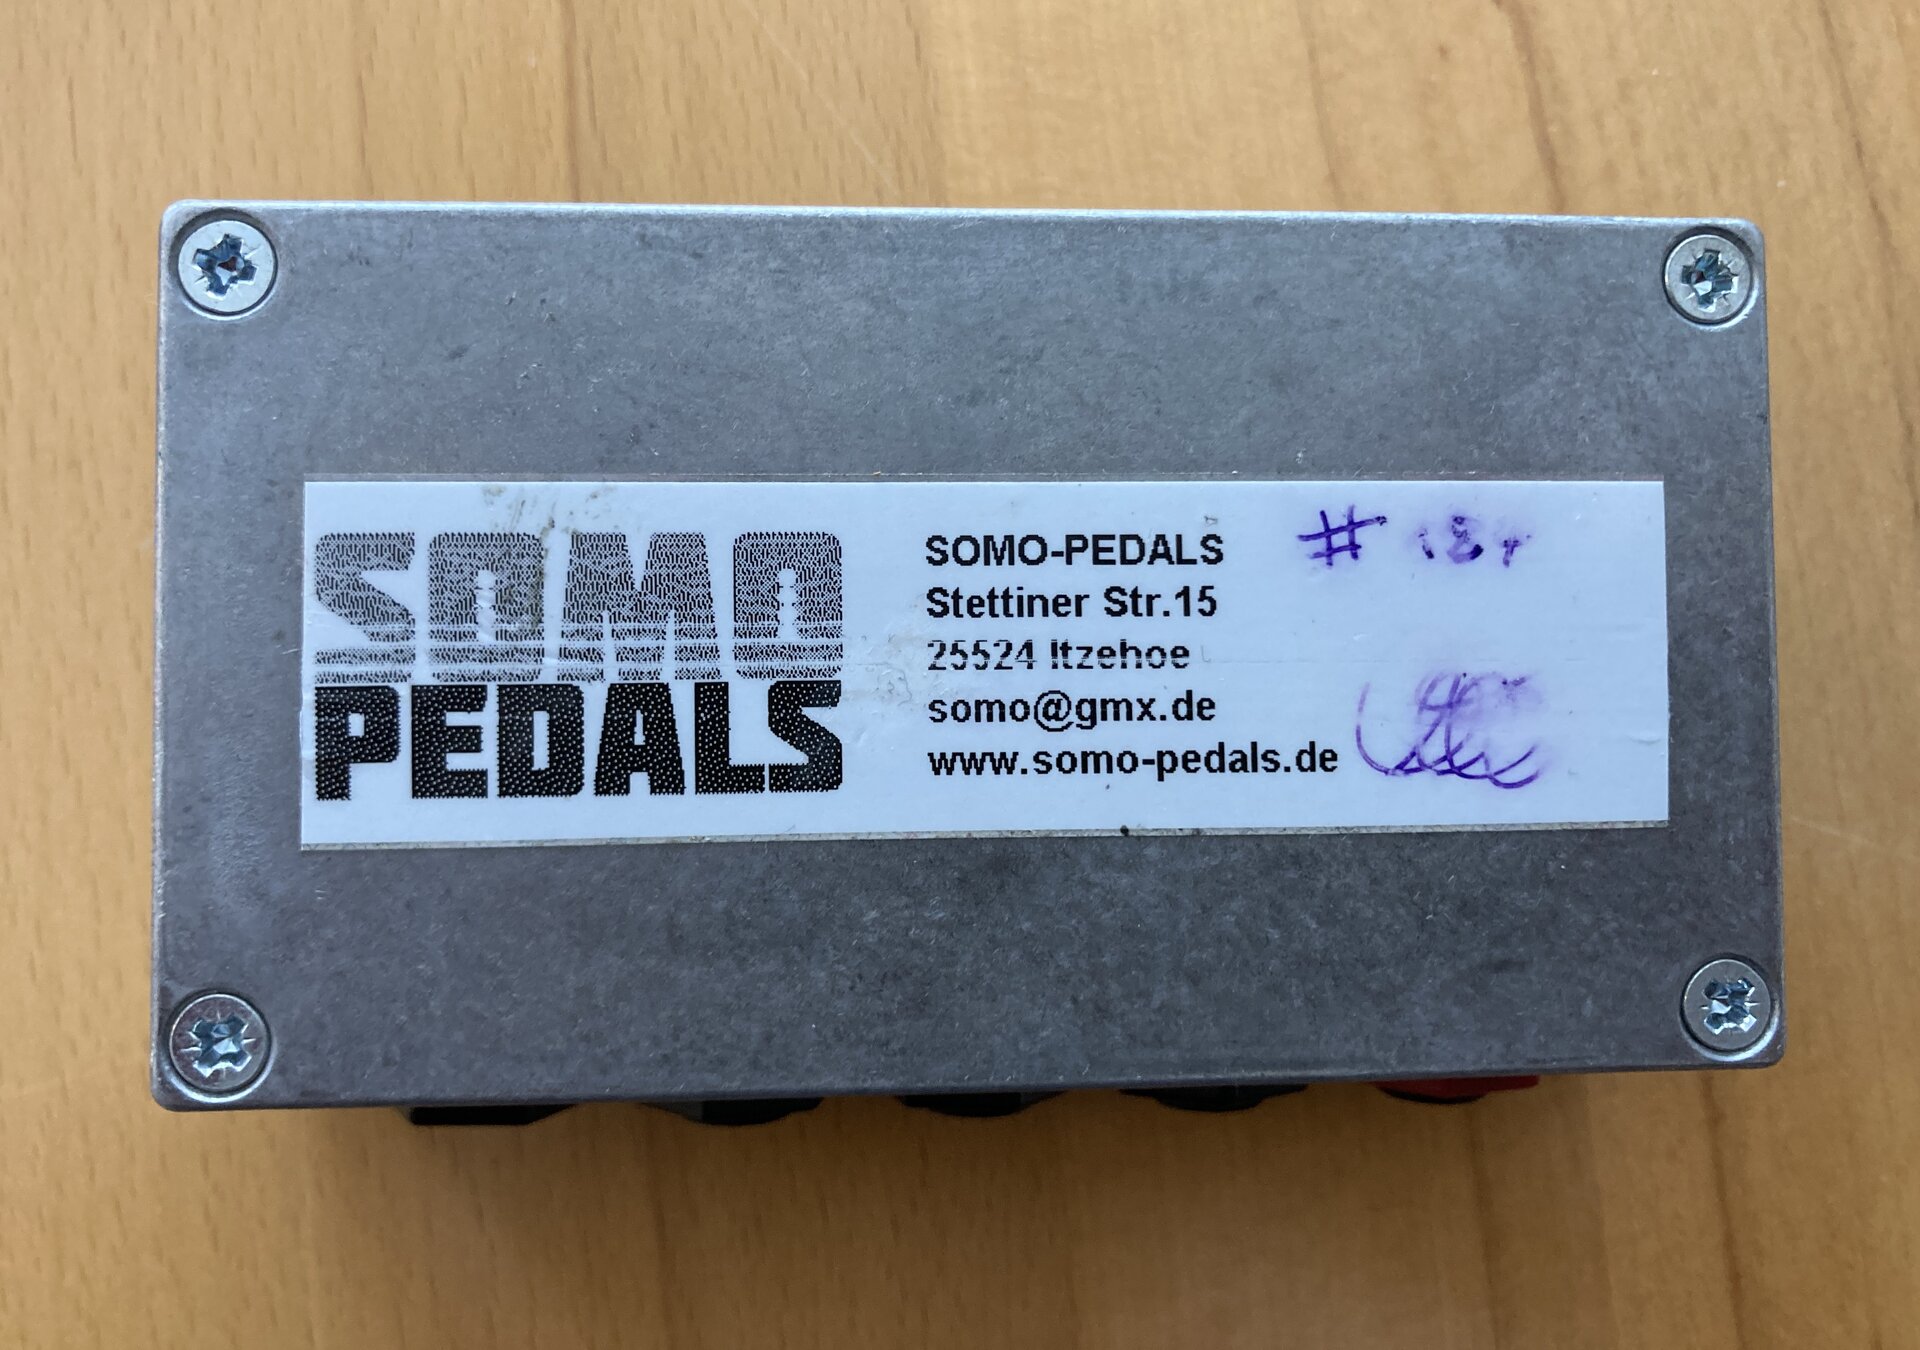 SOMO
PEDALS
SOMO-PEDALS
Stettiner Str.15
25524 Itzehoe
somo@gmx.de
www.somo-pedals.de
#